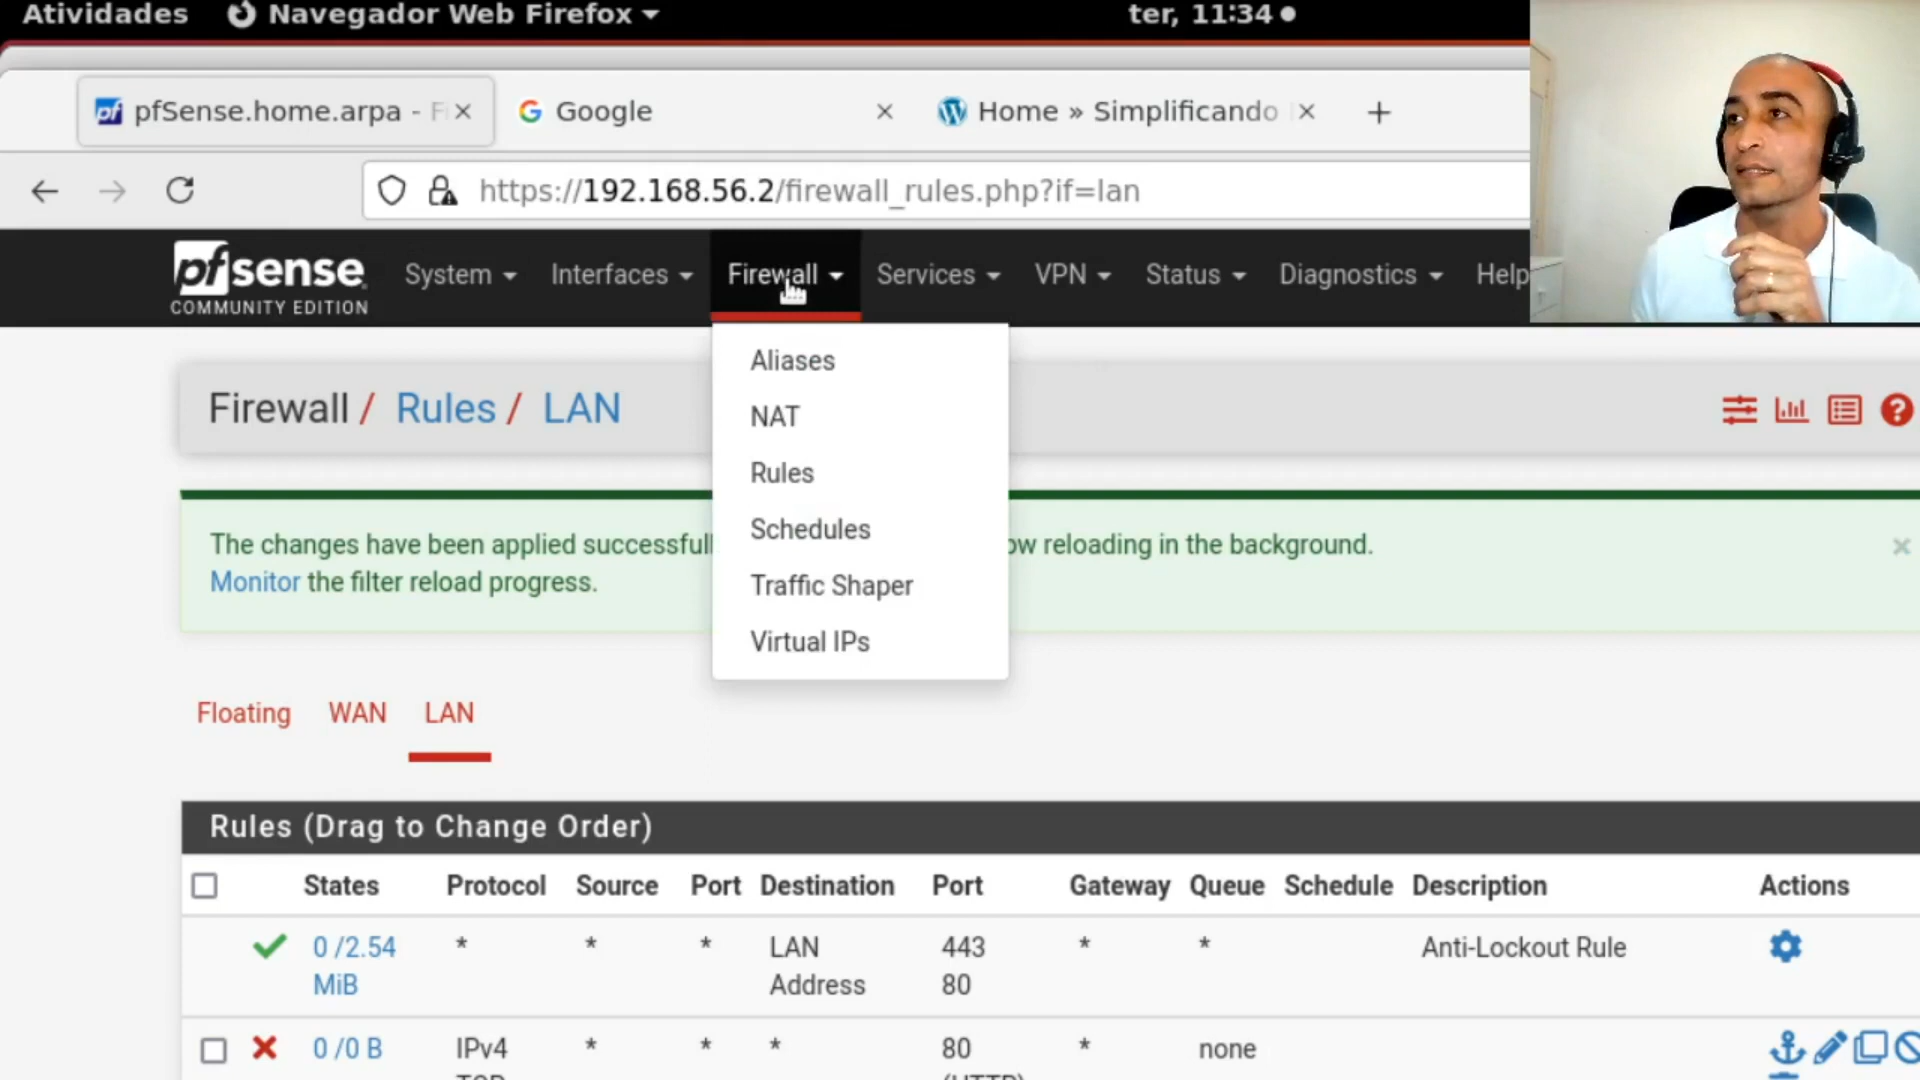 Atividades Navegador Web Firefox ter, 11:34
pfSense.home.arpa - Google Home » Simplificando
https://192.168.56.2/firewall_rules.php?if=lan
pfsense System Interfaces Firewall Services VPN Status Diagnostics Help
COMMUNITY EDITION
Aliases
NAT
Rules
Schedules
Traffic Shaper
Virtual IPs
Firewall / Rules / LAN
The changes have been applied successfull ow reloading in the background.
Monitor the filter reload progress.
Floating WAN LAN
Rules (Drag to Change Order)
States Protocol Source Port Destination Port Gateway Queue Schedule Description Actions
0 /2.54 MiB * * * LAN Address 443 80 * * Anti-Lockout Rule
0 /0 B IPv4 * * * 80 * none